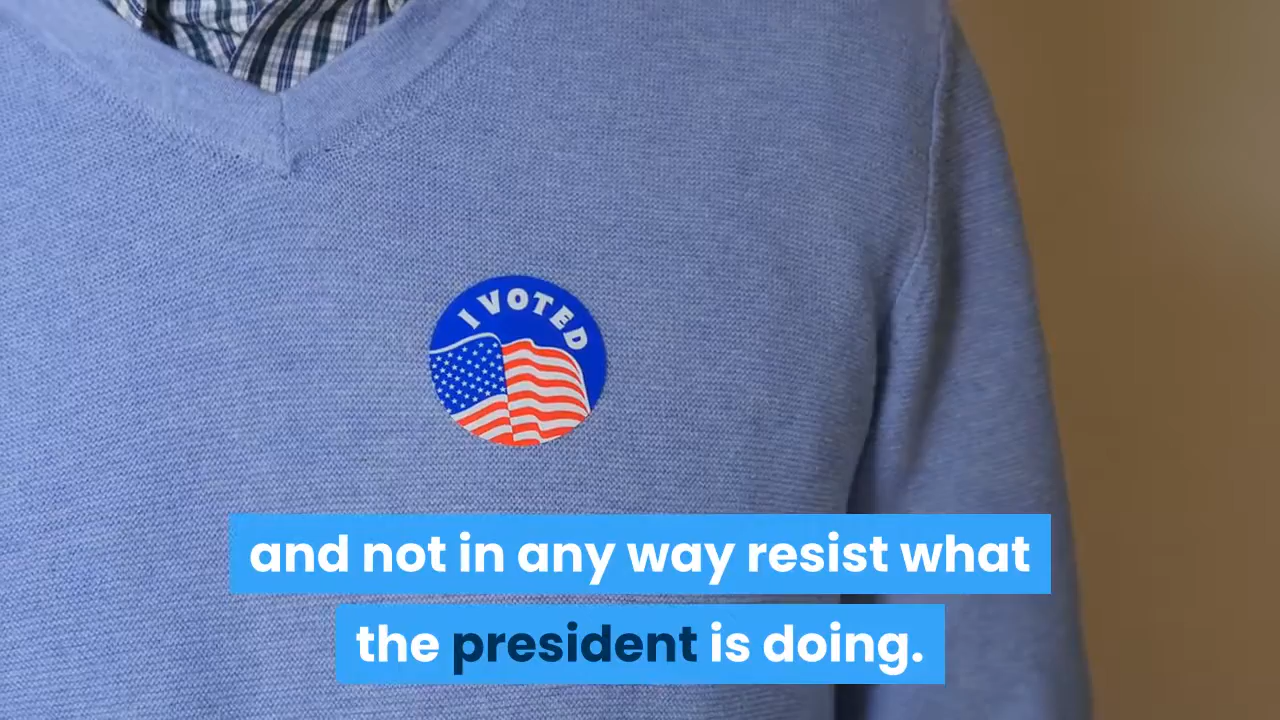 I VOTED
and not in any way resist what
the president is doing.